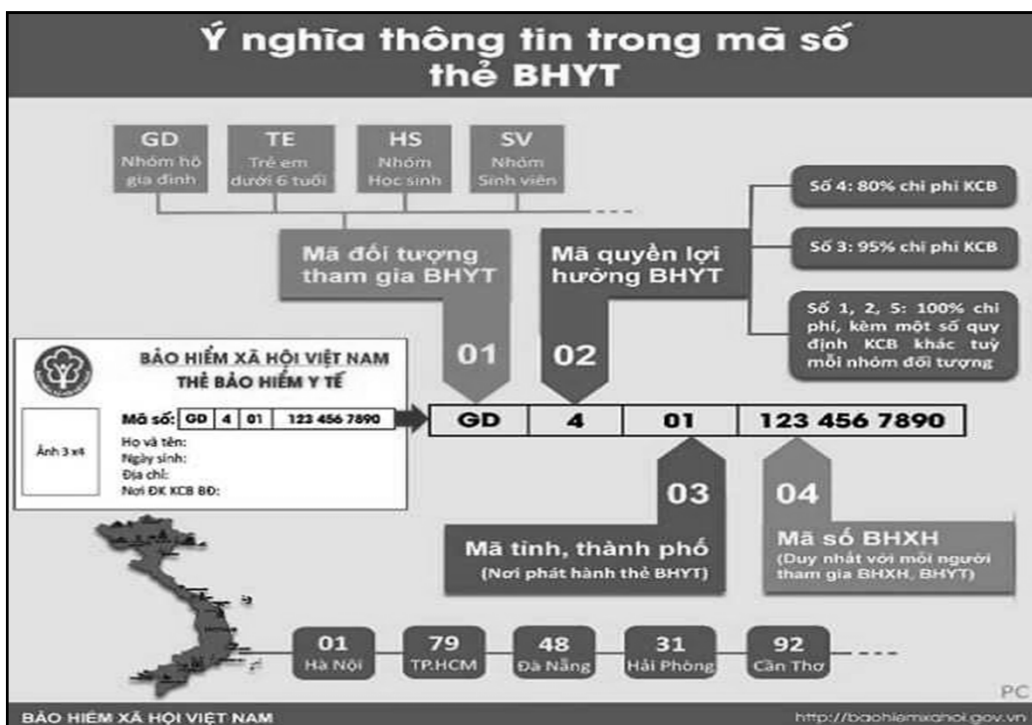 Ý nghĩa thông tin trong mã số
thẻ BHYT
GD
Nhóm hộ
gia đình
TE
Trẻ em
dưới 6 tuổi
HS
Nhóm
Học sinh
SV
Nhóm
Sinh viên
Mã đối tượng
tham gia BHYT
01
Mã quyền lợi
hưởng BHYT
02
Số 4: 80% chi phí KCB
Số 3: 95% chi phí KCB
Số 1, 2, 5: 100% chi
phí, kèm một số quy
định KCB khác tuỳ
mỗi nhóm đối tượng
BẢO HIỂM XÃ HỘI VIỆT NAM
THẺ BẢO HIỂM Y TẾ
Mã số: GD 4 01 123 456 7890
Ảnh 3 x4
Họ và tên:
Ngày sinh:
Địa chỉ:
Nơi ĐK KCB BĐ:
GD 4 01 123 456 7890
03
Mã tỉnh, thành phố
(Nơi phát hành thẻ BHYT)
04
Mã số BHXH
(Duy nhất với mỗi người
tham gia BHXH, BHYT)
01
Hà Nội
79
TP.HCM
48
Đà Nẵng
31
Hải Phòng
92
Cần Thơ
PC
BẢO HIỂM XÃ HỘI VIỆT NAM
http://baohiemxahoi.gov.vn